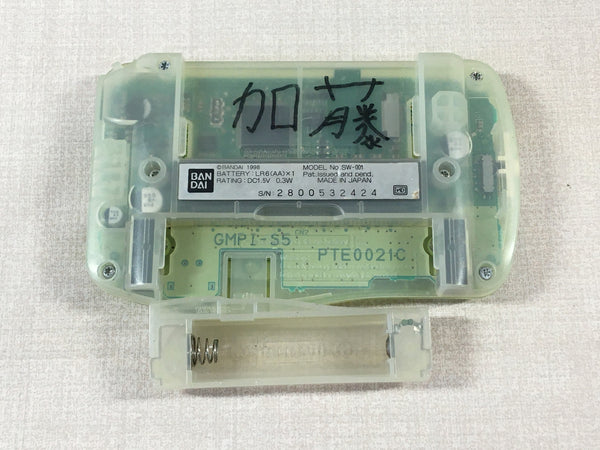 加藤
BAN
DAI
©BANDAI 1998
BATTERY : LR6(AA)×1
RATING : DC1.5V 0.3W
MODEL No. SW-001
Pat. issued and pend.
MADE IN JAPAN
S/N: 2800532424
GMPI-S5
CN2
PTE0021C